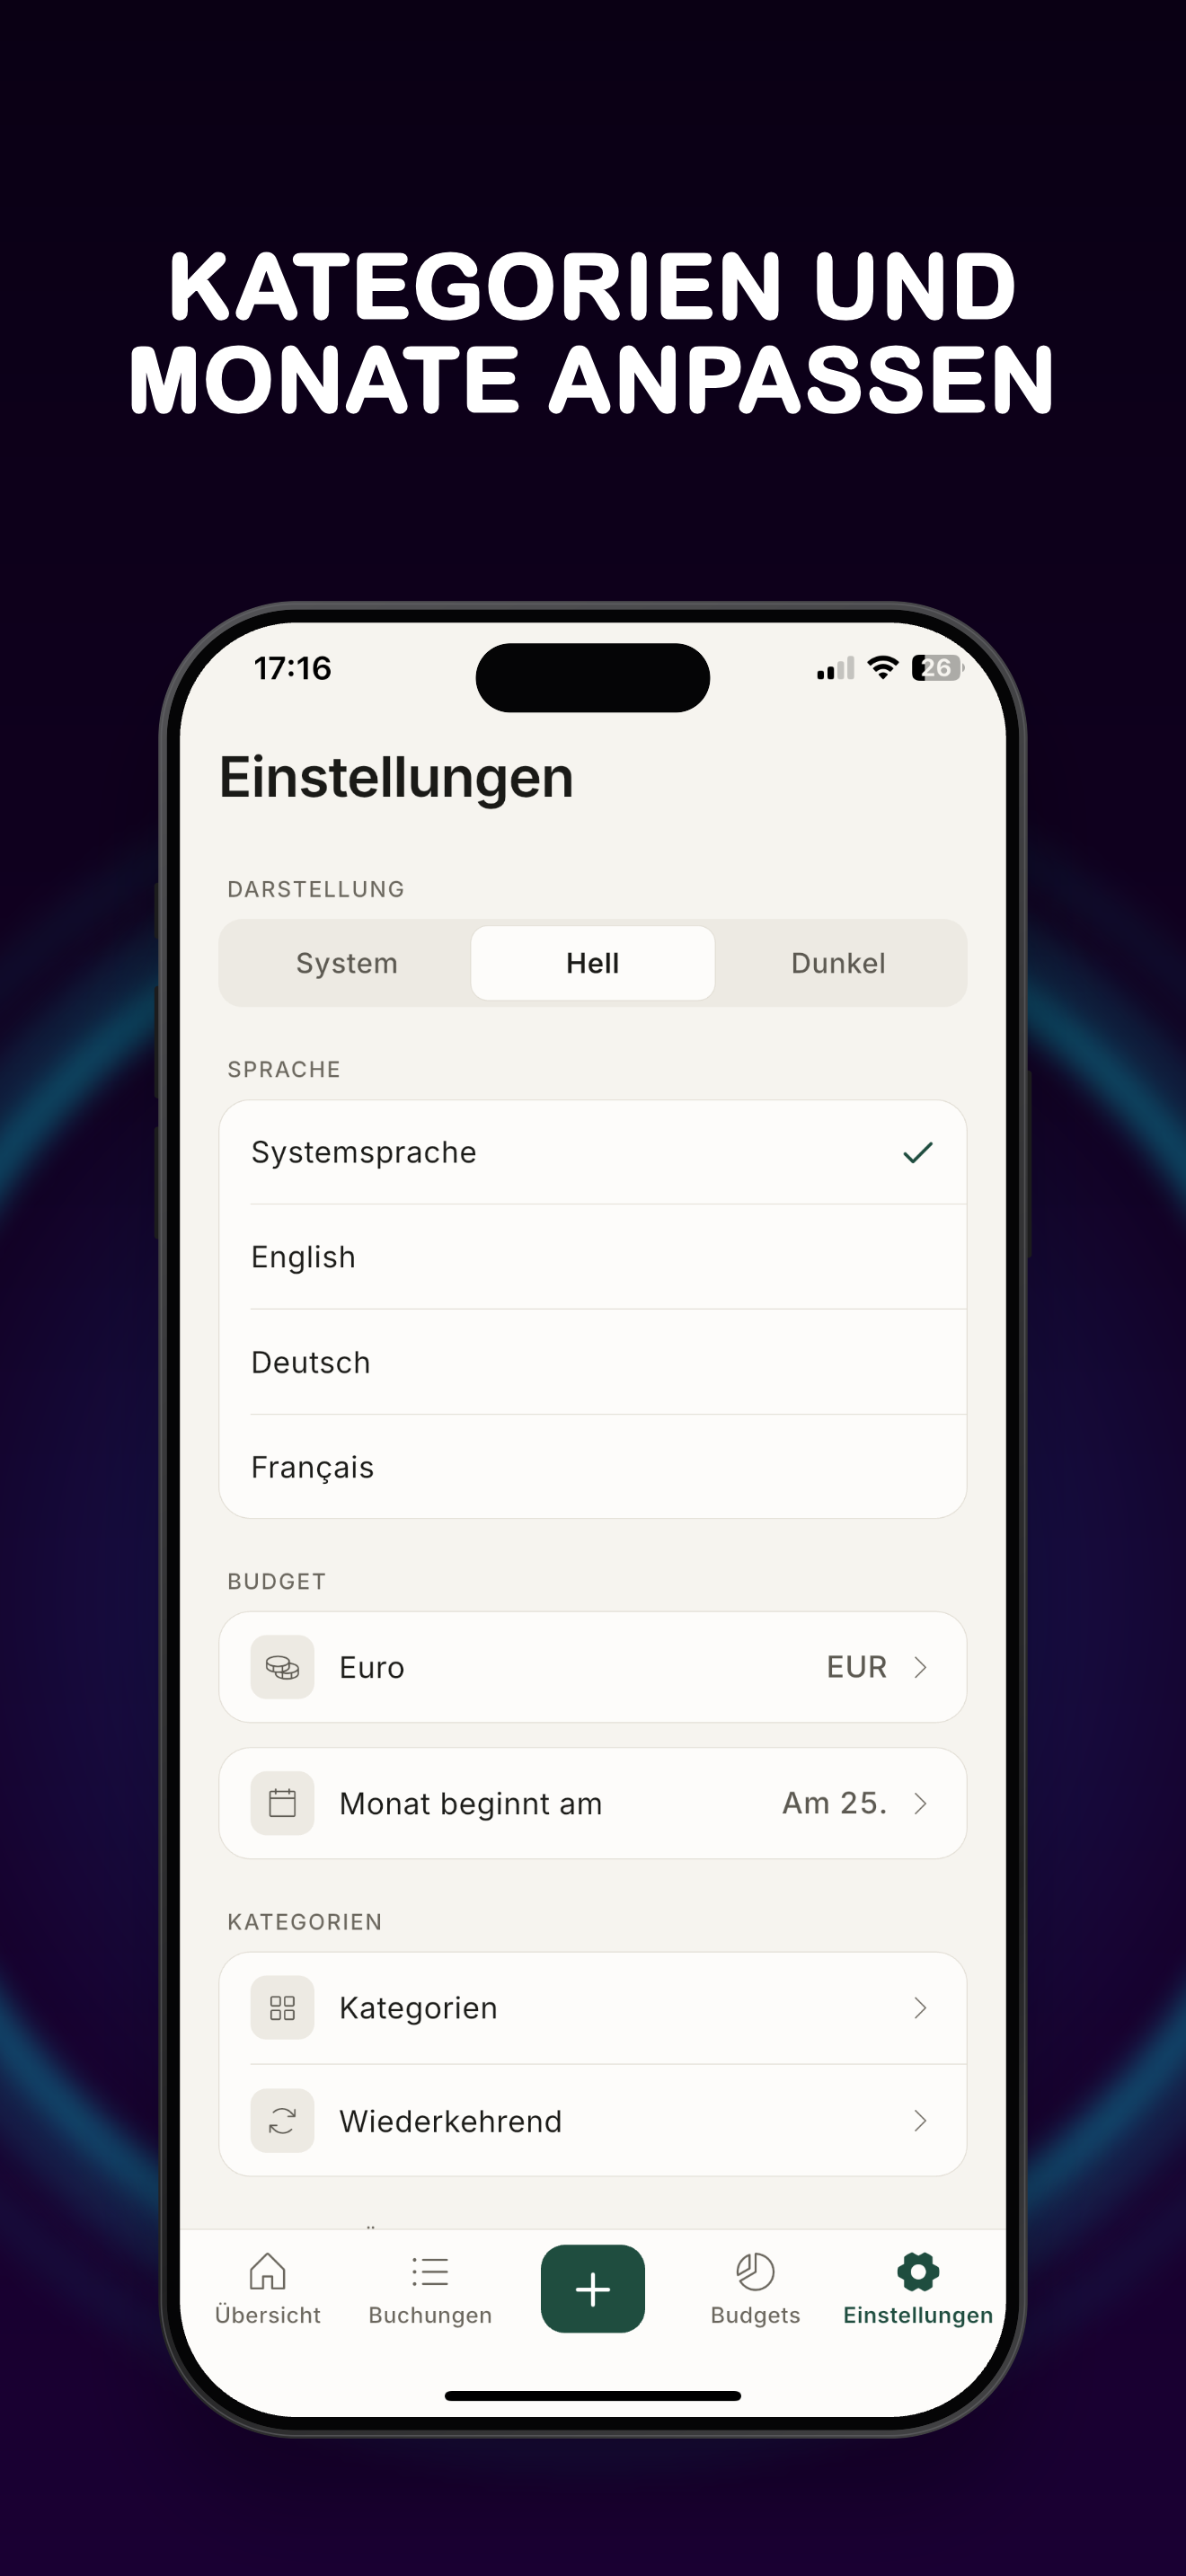 KATEGORIEN UND
MONATE ANPASSEN
17:16
26
Einstellungen
DARSTELLUNG
System Hell Dunkel
SPRACHE
Systemsprache
English
Deutsch
Français
BUDGET
Euro EUR
Monat beginnt am Am 25.
KATEGORIEN
Kategorien
Wiederkehrend
Übersicht Buchungen Budgets Einstellungen